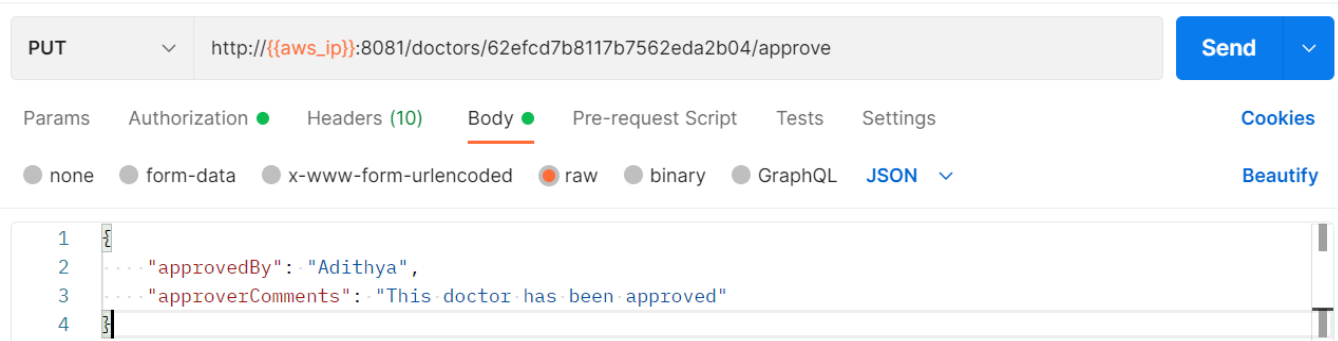 PUT http://{{aws_ip}}:8081/doctors/62efcd7b8117b7562eda2b04/approve Send
Params Authorization Headers (10) Body Pre-request Script Tests Settings Cookies
none form-data x-www-form-urlencoded raw binary GraphQL JSON Beautify
1 {
2 "approvedBy": "Adithya",
3 "approverComments": "This doctor has been approved"
4 }